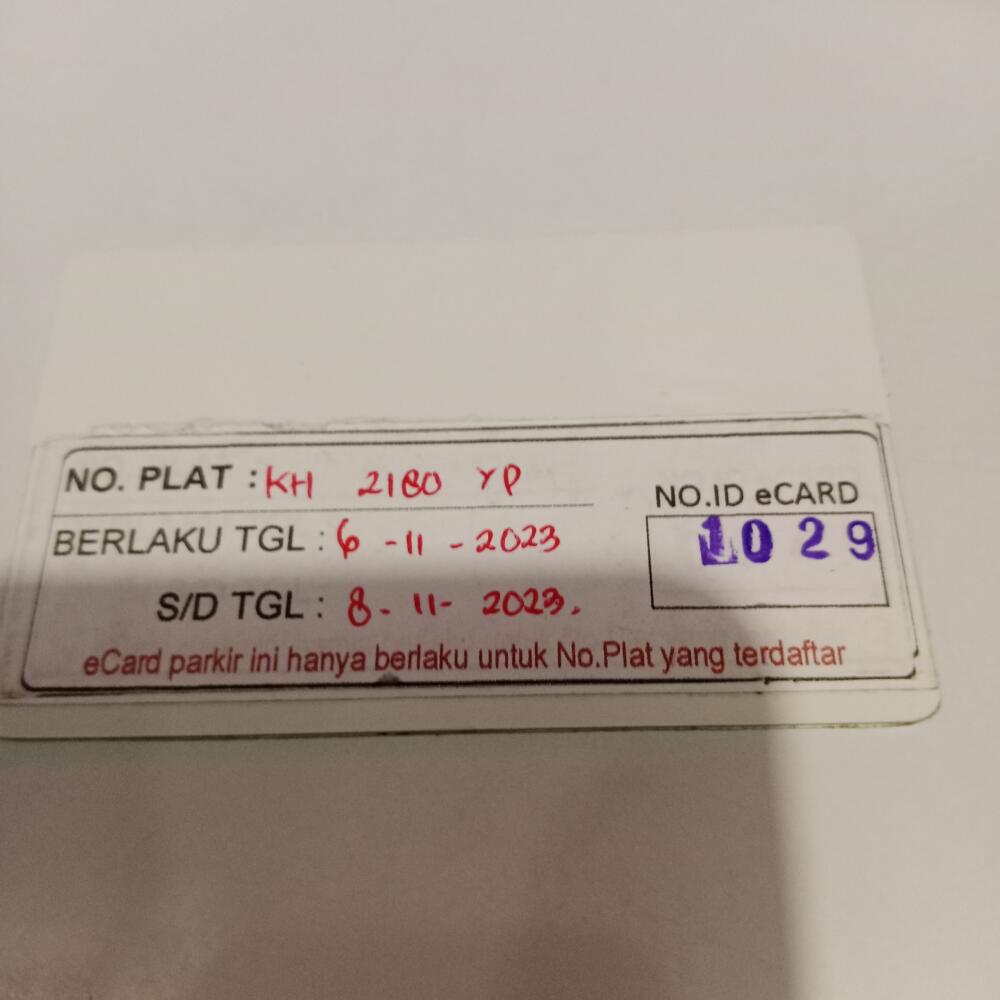 NO. PLAT : KH 2180 YP
NO.ID eCARD
BERLAKU TGL : 6 - 11 - 2023
1029
S/D TGL : 8 - 11 - 2023.
eCard parkir ini hanya berlaku untuk No.Plat yang terdaftar